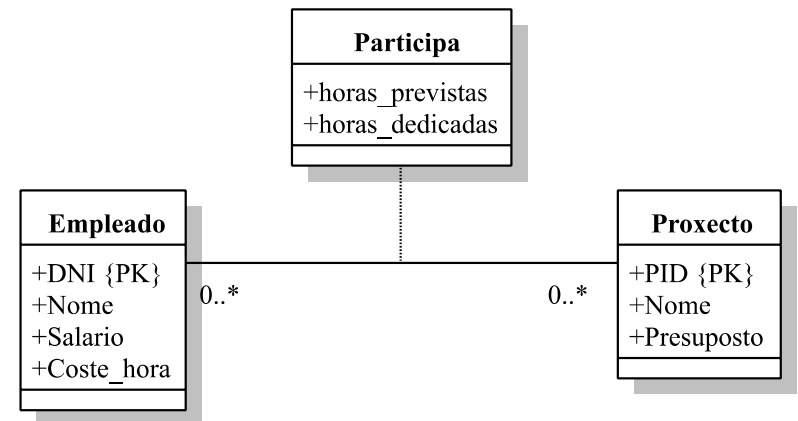 Participa
+horas_previstas
+horas_dedicadas
Empleado
+DNI {PK}
+Nome
+Salario
+Coste_hora
0..*
0..*
Proxecto
+PID {PK}
+Nome
+Presuposto